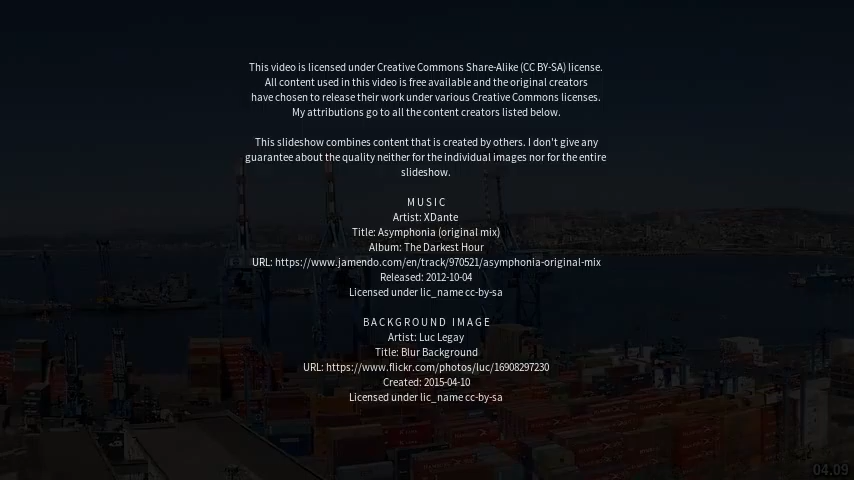 This video is licensed under Creative Commons Share-Alike (CC BY-SA) license.
All content used in this video is free available and the original creators
have chosen to release their work under various Creative Commons licenses.
My attributions go to all the content creators listed below.
This slideshow combines content that is created by others. I don't give any
guarantee about the quality neither for the individual images nor for the entire
slideshow.
MUSIC
Artist: XDante
Title: Asymphonia (original mix)
Album: The Darkest Hour
URL: https://www.jamendo.com/en/track/970521/asymphonia-original-mix
Released: 2012-10-04
Licensed under lic_name cc-by-sa
BACKGROUND IMAGE
Artist: Luc Legay
Title: Blur Background
URL: https://www.flickr.com/photos/luc/16908297230
Created: 2015-04-10
Licensed under lic_name cc-by-sa
04.09